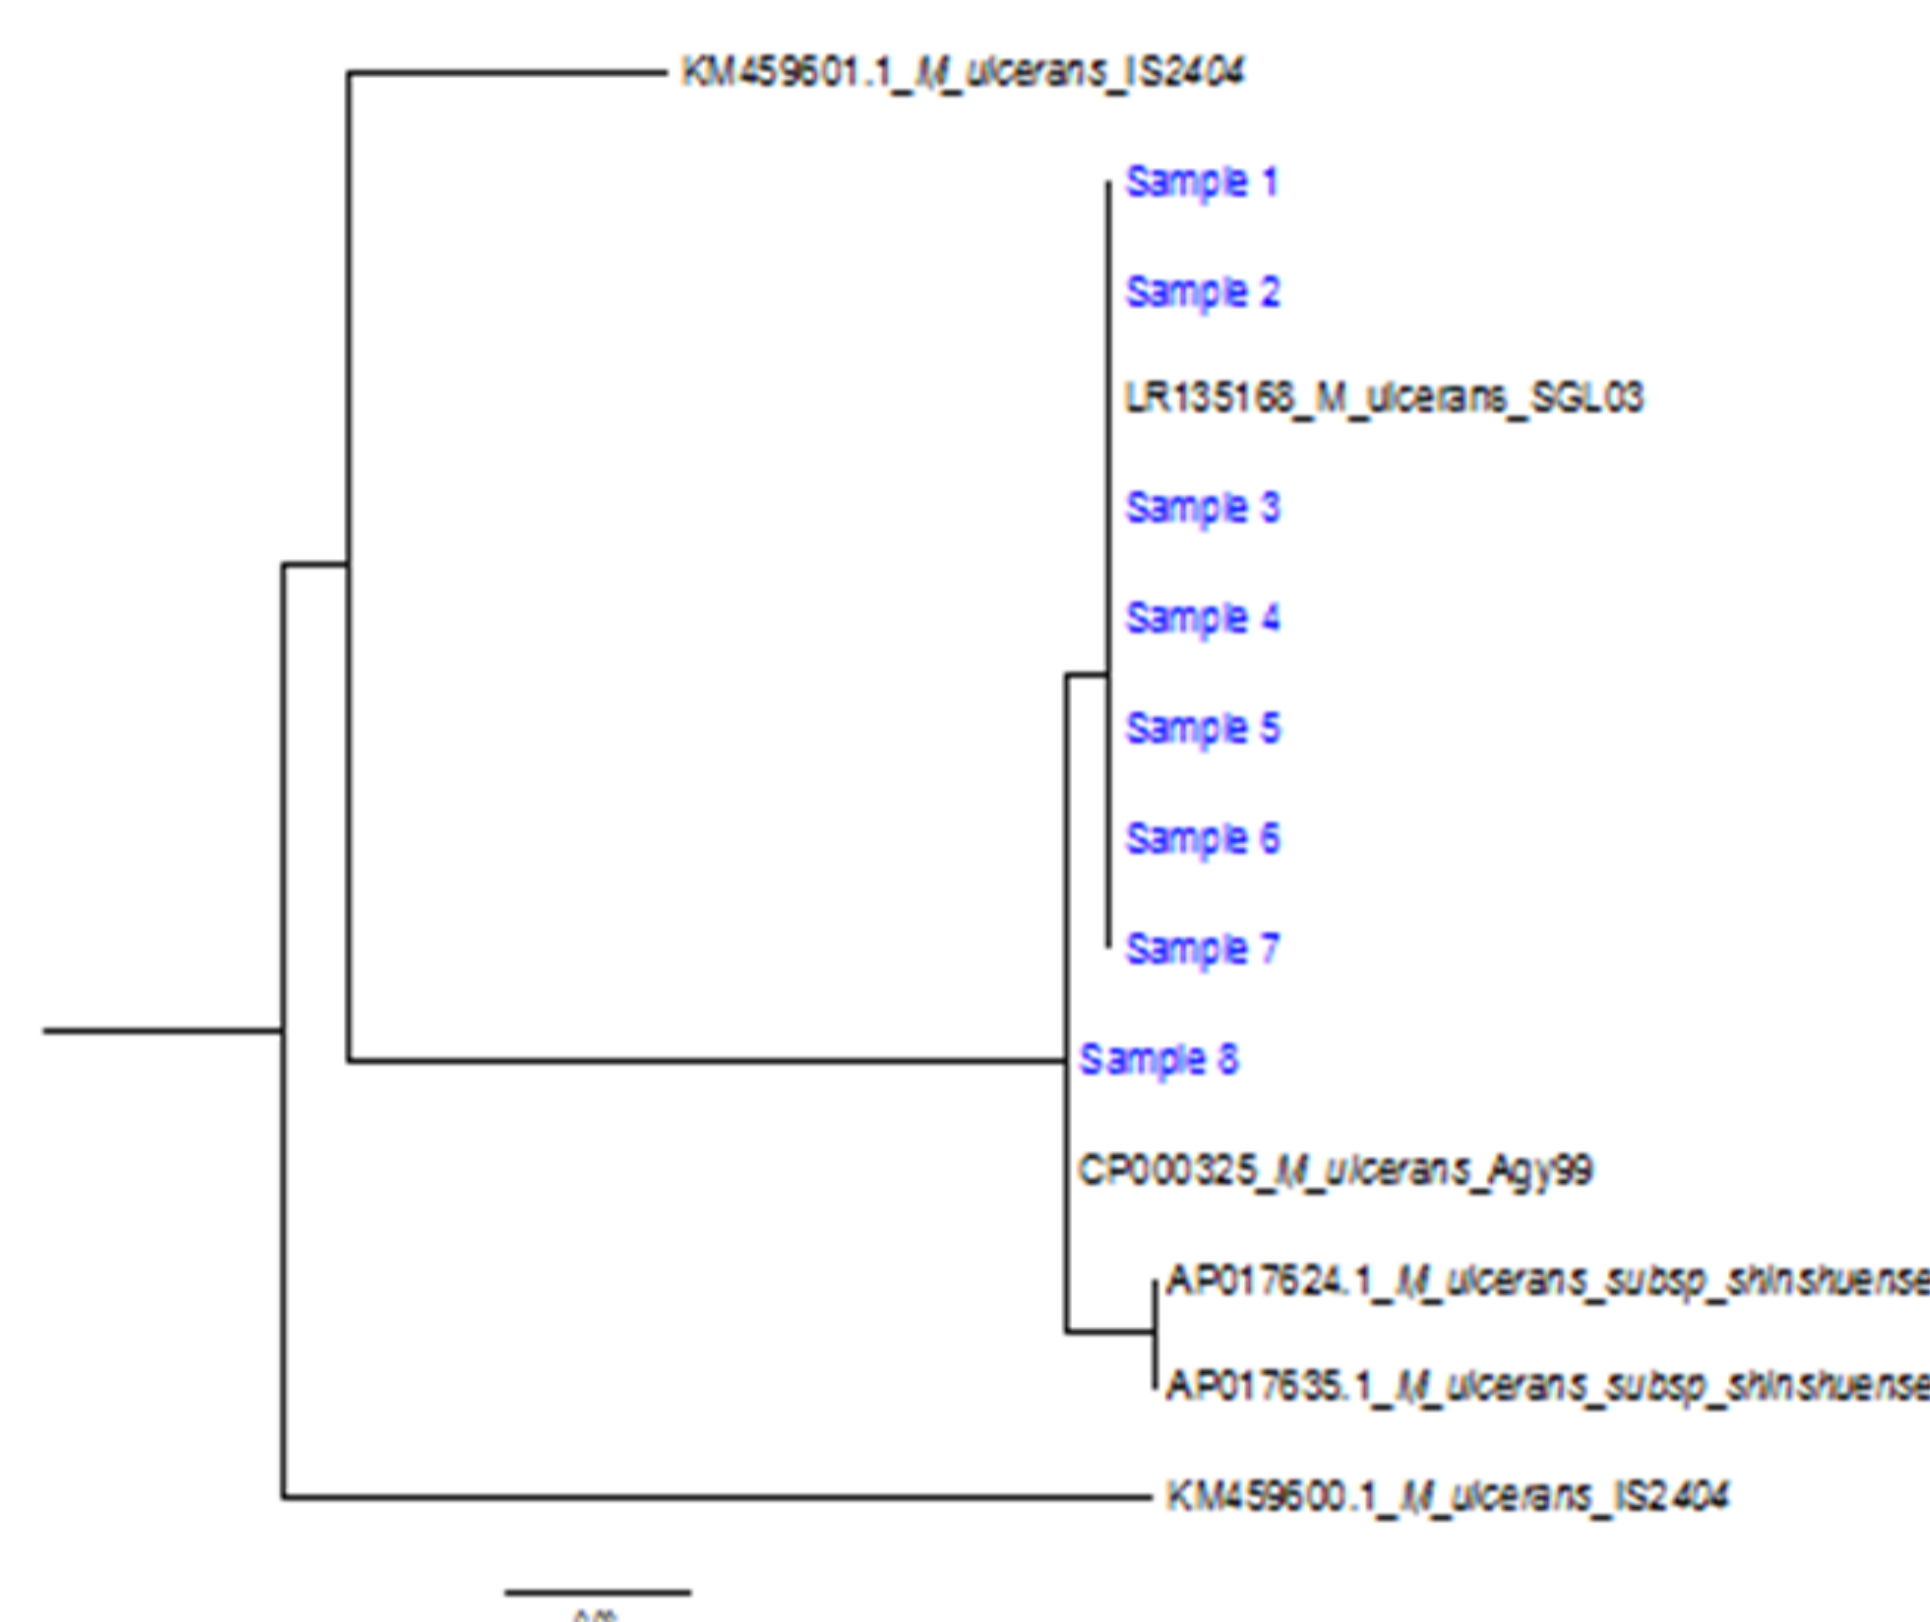 KM459601.1_M_ulcerans_IS2404
Sample 1
Sample 2
LR135168_M_ulcerans_SGL03
Sample 3
Sample 4
Sample 5
Sample 6
Sample 7
Sample 8
CP000325_M_ulcerans_Agy99
AP017624.1_M_ulcerans_subsp_shinshuense
AP017635.1_M_ulcerans_subsp_shinshuense
KM459600.1_M_ulcerans_IS2404